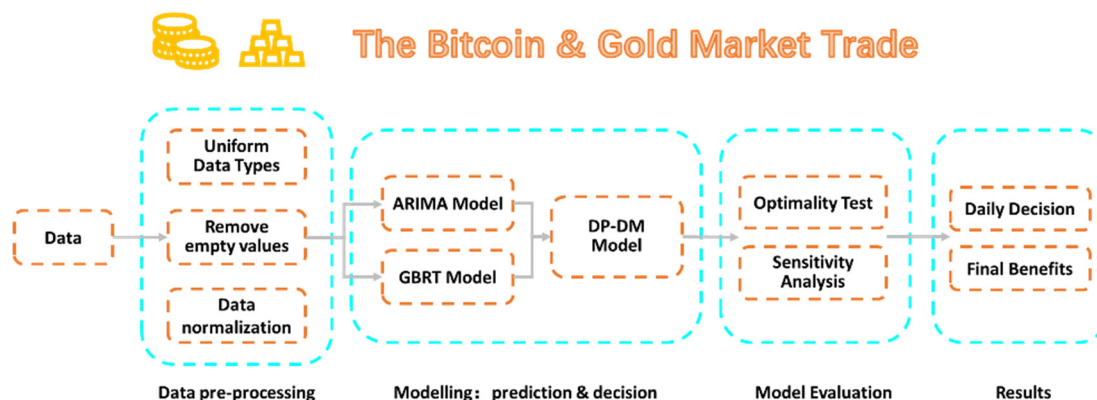 The Bitcoin & Gold Market Trade
Data
Uniform
Data Types
Remove
empty values
Data
normalization
Data pre-processing
ARIMA Model
GBRT Model
DP-DM
Model
Modelling: prediction & decision
Optimality Test
Sensitivity
Analysis
Model Evaluation
Daily Decision
Final Benefits
Results